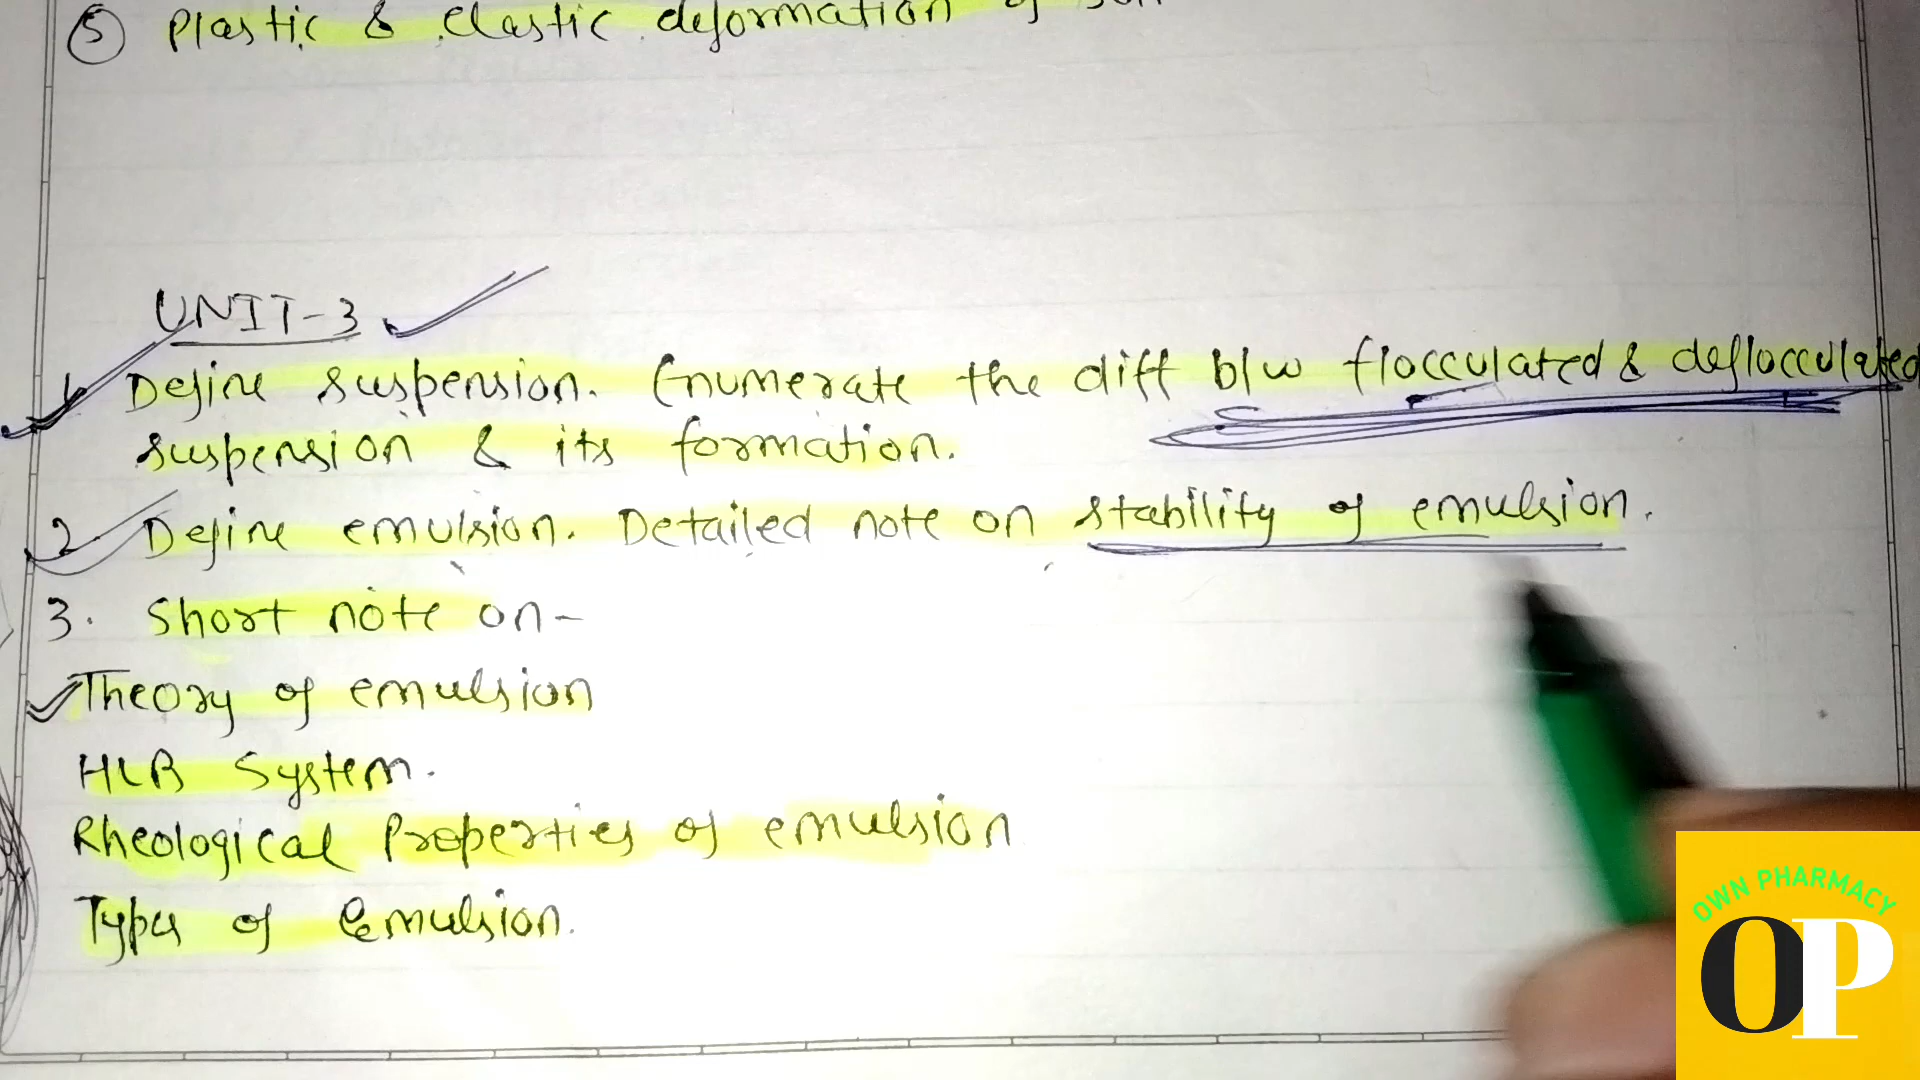 5 Plastic & Elastic deformation of
UNIT-3
1. Define suspension. Enumerate the diff b/w flocculated & deflocculated
suspension & its formation.
2. Define emulsion. Detailed note on stability of emulsion.
3. Short note on-
Theory of emulsion
HLB System.
Rheological Properties of emulsion
Types of Emulsion.
OWN PHARMACY
OP